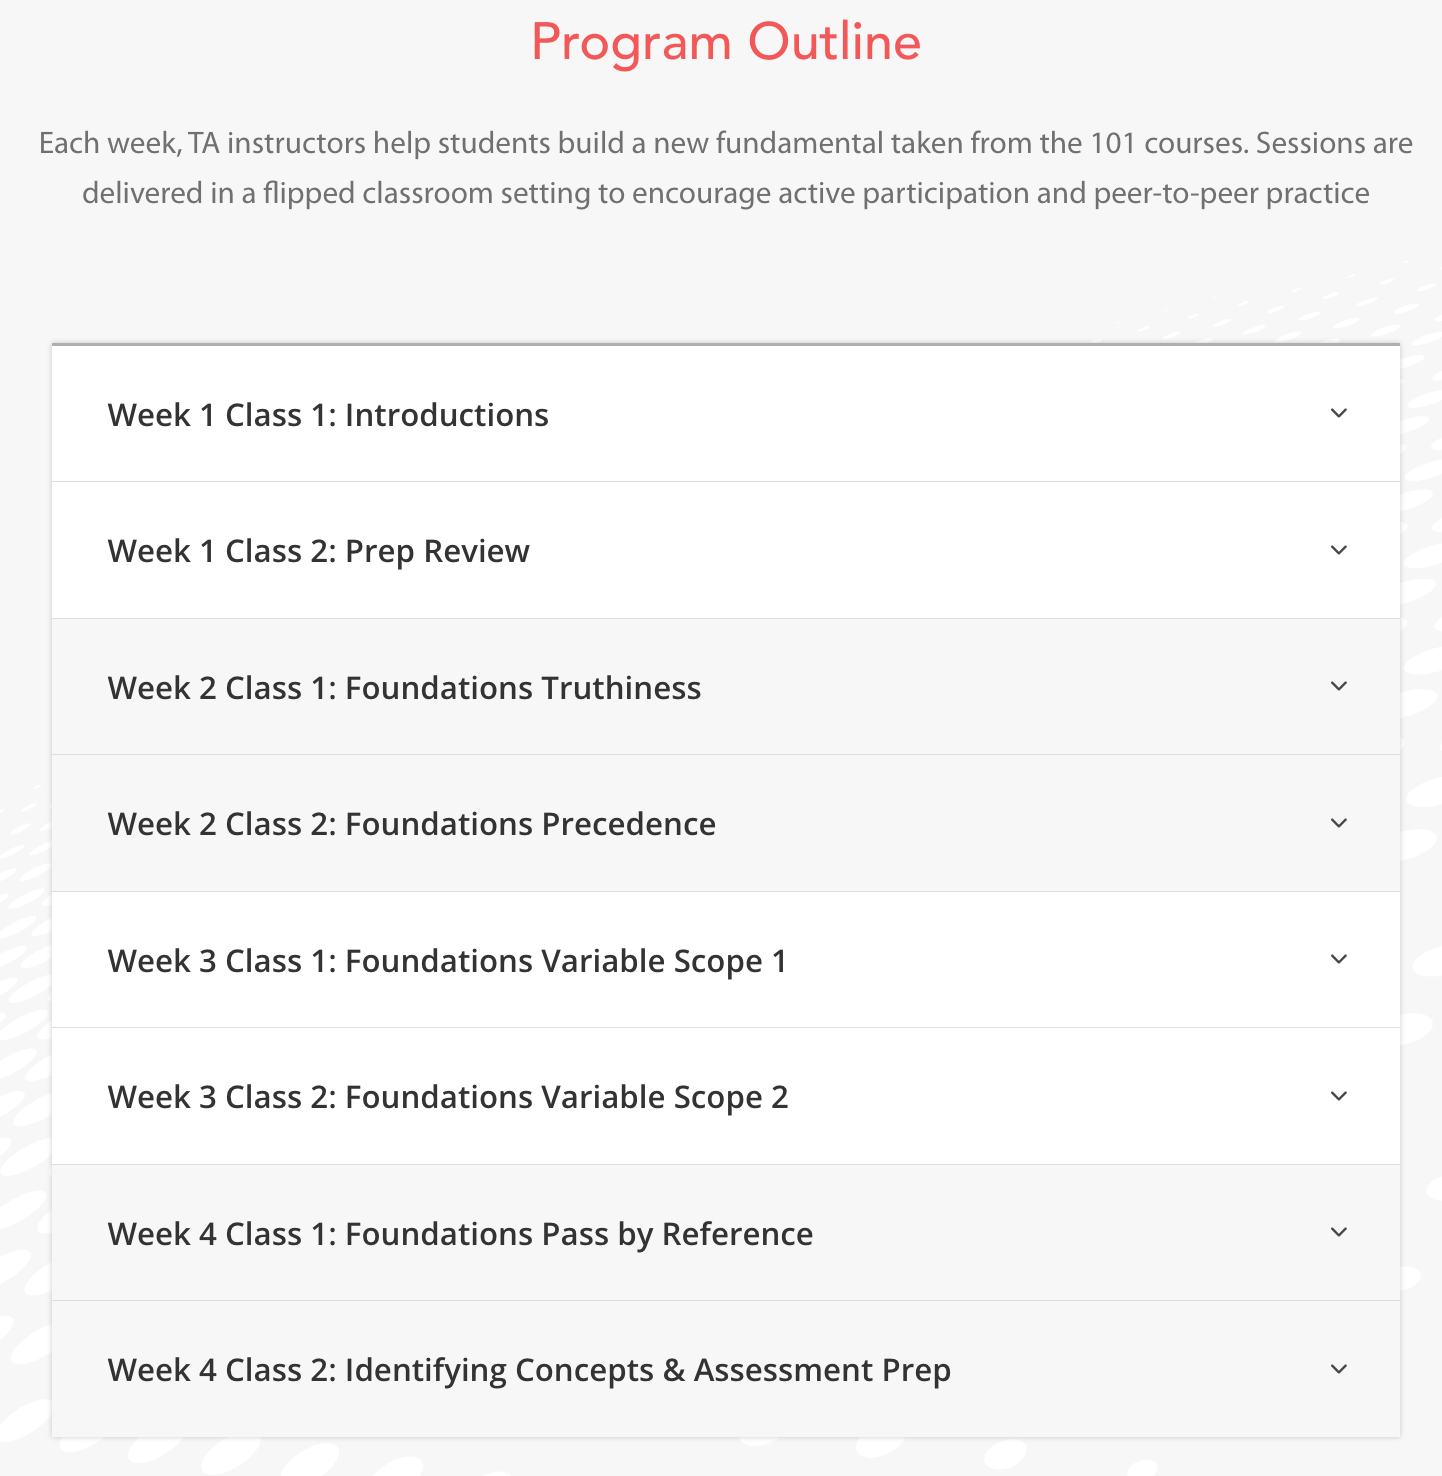 Program Outline
Each week, TA instructors help students build a new fundamental taken from the 101 courses. Sessions are
delivered in a flipped classroom setting to encourage active participation and peer-to-peer practice
Week 1 Class 1: Introductions
Week 1 Class 2: Prep Review
Week 2 Class 1: Foundations Truthiness
Week 2 Class 2: Foundations Precedence
Week 3 Class 1: Foundations Variable Scope 1
Week 3 Class 2: Foundations Variable Scope 2
Week 4 Class 1: Foundations Pass by Reference
Week 4 Class 2: Identifying Concepts & Assessment Prep